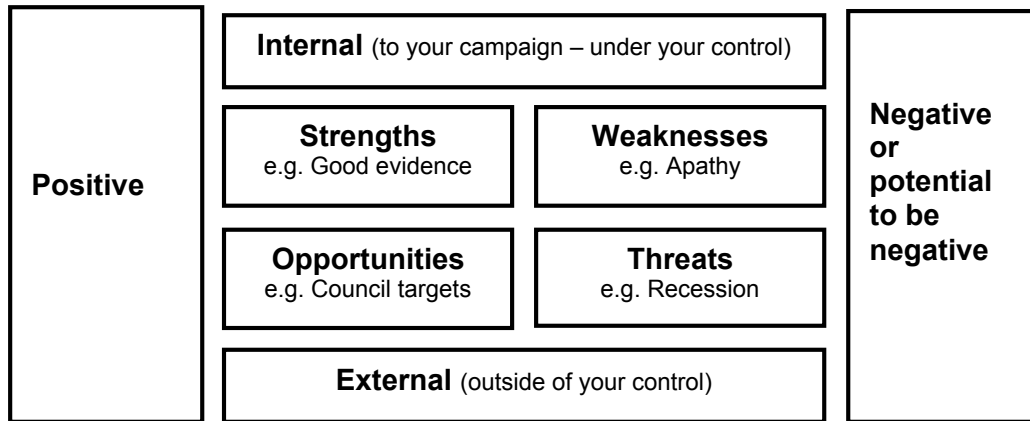 Internal (to your campaign – under your control)
Positive
Strengths
e.g. Good evidence
Weaknesses
e.g. Apathy
Opportunities
e.g. Council targets
Threats
e.g. Recession
Negative
or
potential
to be
negative
External (outside of your control)